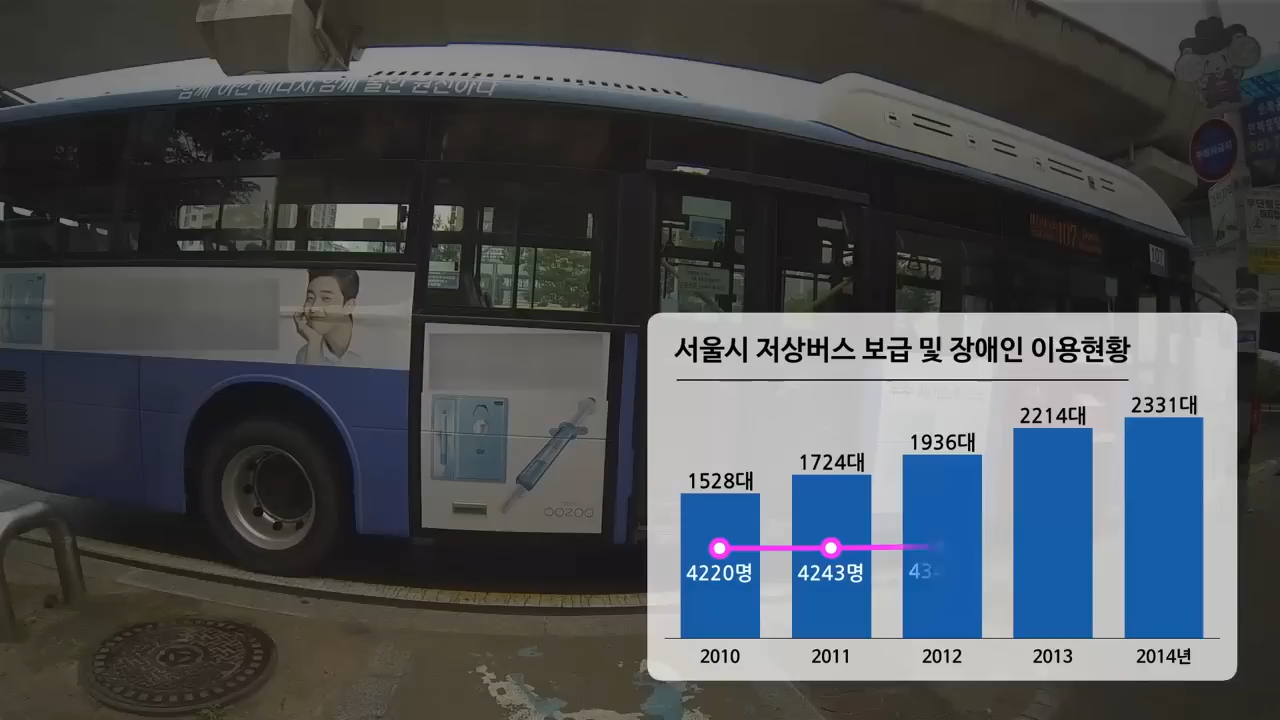 서울시 저상버스 보급 및 장애인 이용현황
1528대
1724대
1936대
2214대
2331대
4220명
4243명
2010
2011
2012
2013
2014년
107